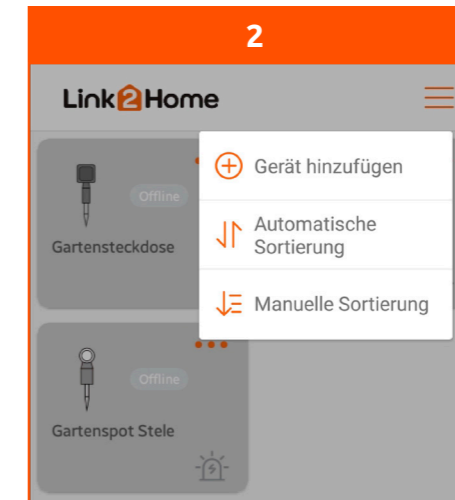 2
Link2Home
Gerät hinzufügen
Offline
Automatische
Sortierung
Gartensteckdose
Manuelle Sortierung
Offline
Gartenspot Stele